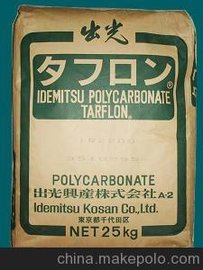 出光
タフロン®
IDEMITSU POLYCARBONATE
TARFLON®
POLYCARBONATE
出光興産株式会社 A-2
Idemitsu Kosan Co.,Ltd.
東京都千代田区
NET 25kg
china.makepolo.com